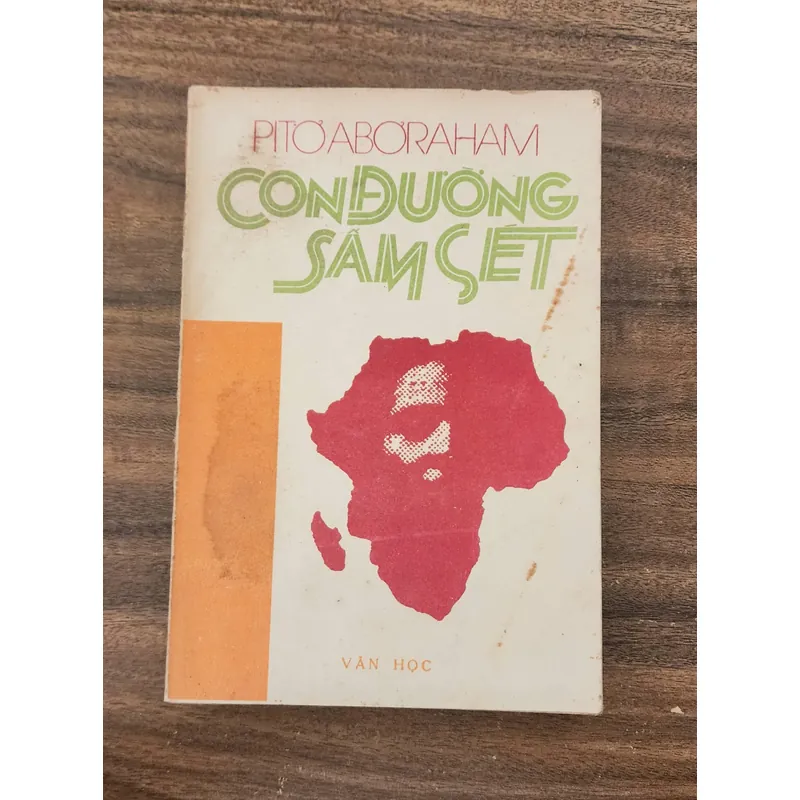 PITƠ ABƠRAHAM
CON ĐƯỜNG
SẤM SÉT
VĂN HỌC